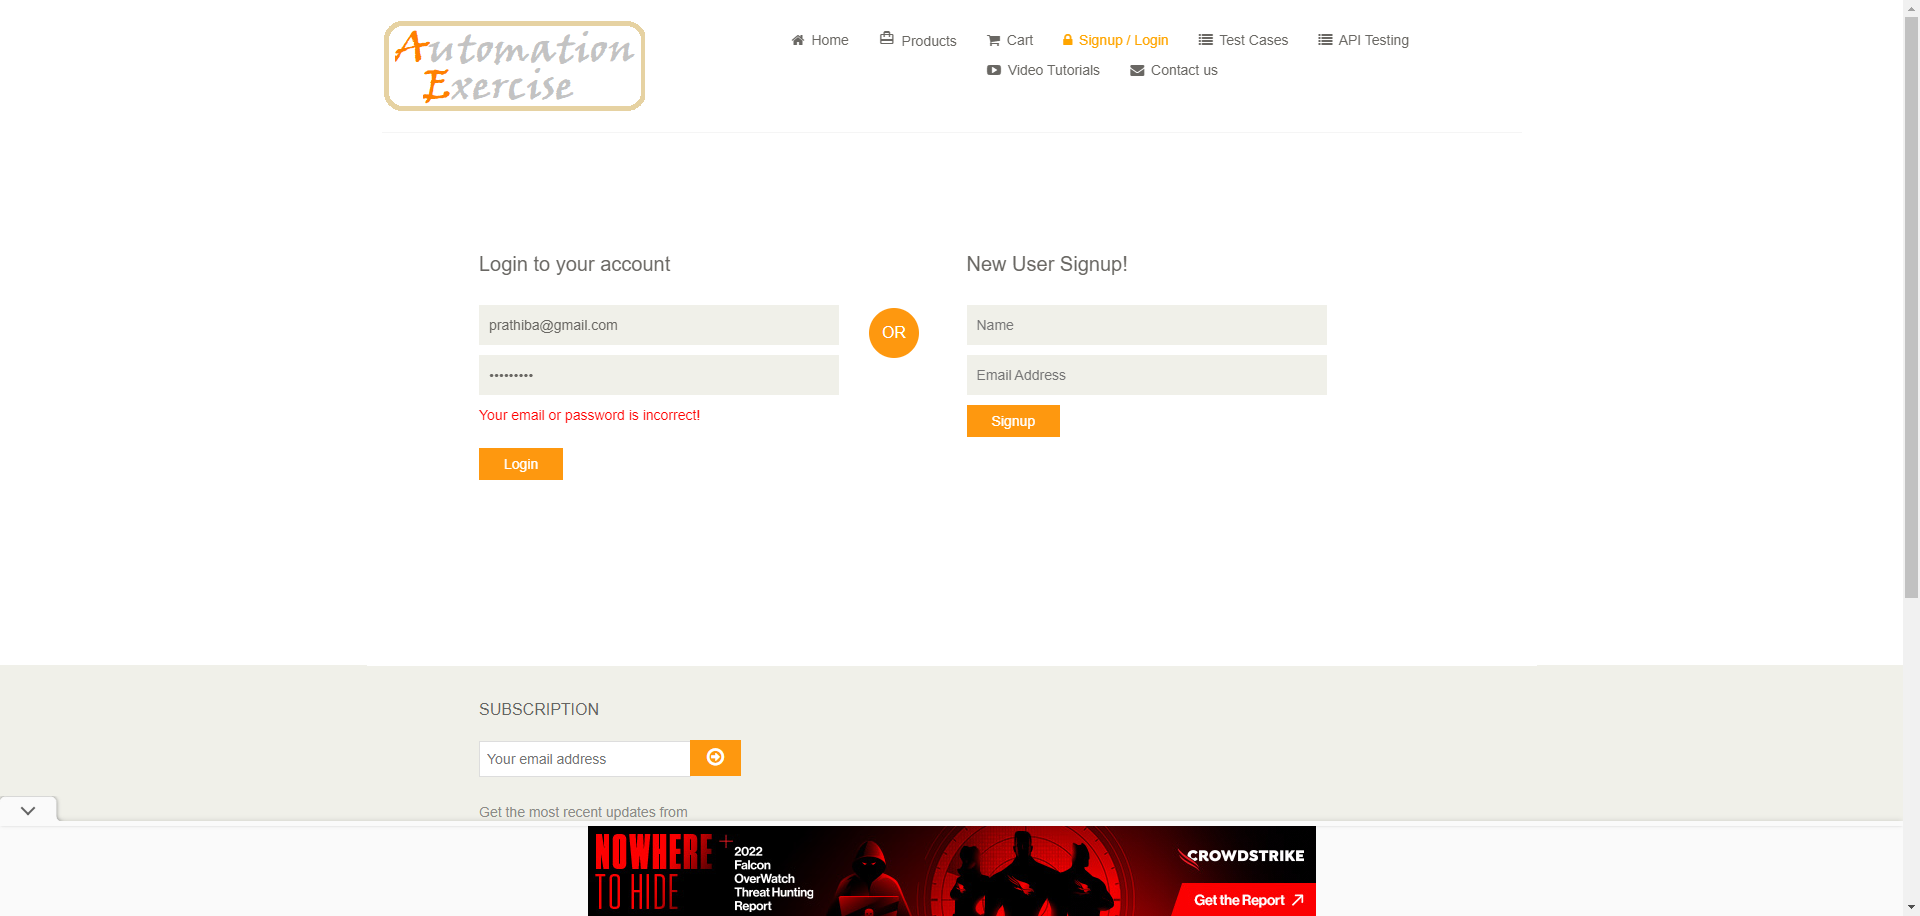 Automation
Exercise
Home
Products
Cart
Signup / Login
Test Cases
API Testing
Video Tutorials
Contact us
Login to your account
prathiba@gmail.com
•••••••••
Your email or password is incorrect!
Login
OR
New User Signup!
Name
Email Address
Signup
SUBSCRIPTION
Your email address
Get the most recent updates from
NOWHERE
TO HIDE
2022
Falcon
OverWatch
Threat Hunting
Report
CROWDSTRIKE
Get the Report